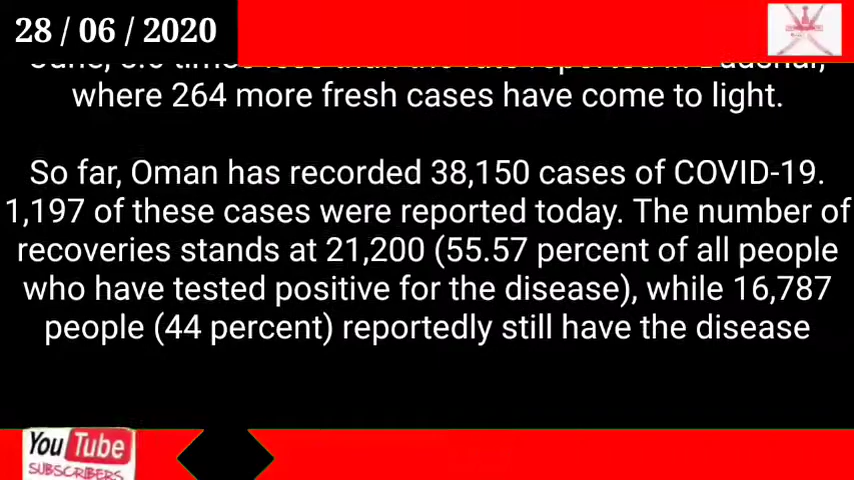 28 / 06 / 2020
where 264 more fresh cases have come to light.
So far, Oman has recorded 38,150 cases of COVID-19.
1,197 of these cases were reported today. The number of
recoveries stands at 21,200 (55.57 percent of all people
who have tested positive for the disease), while 16,787
people (44 percent) reportedly still have the disease
You Tube
SUBSCRIBERS